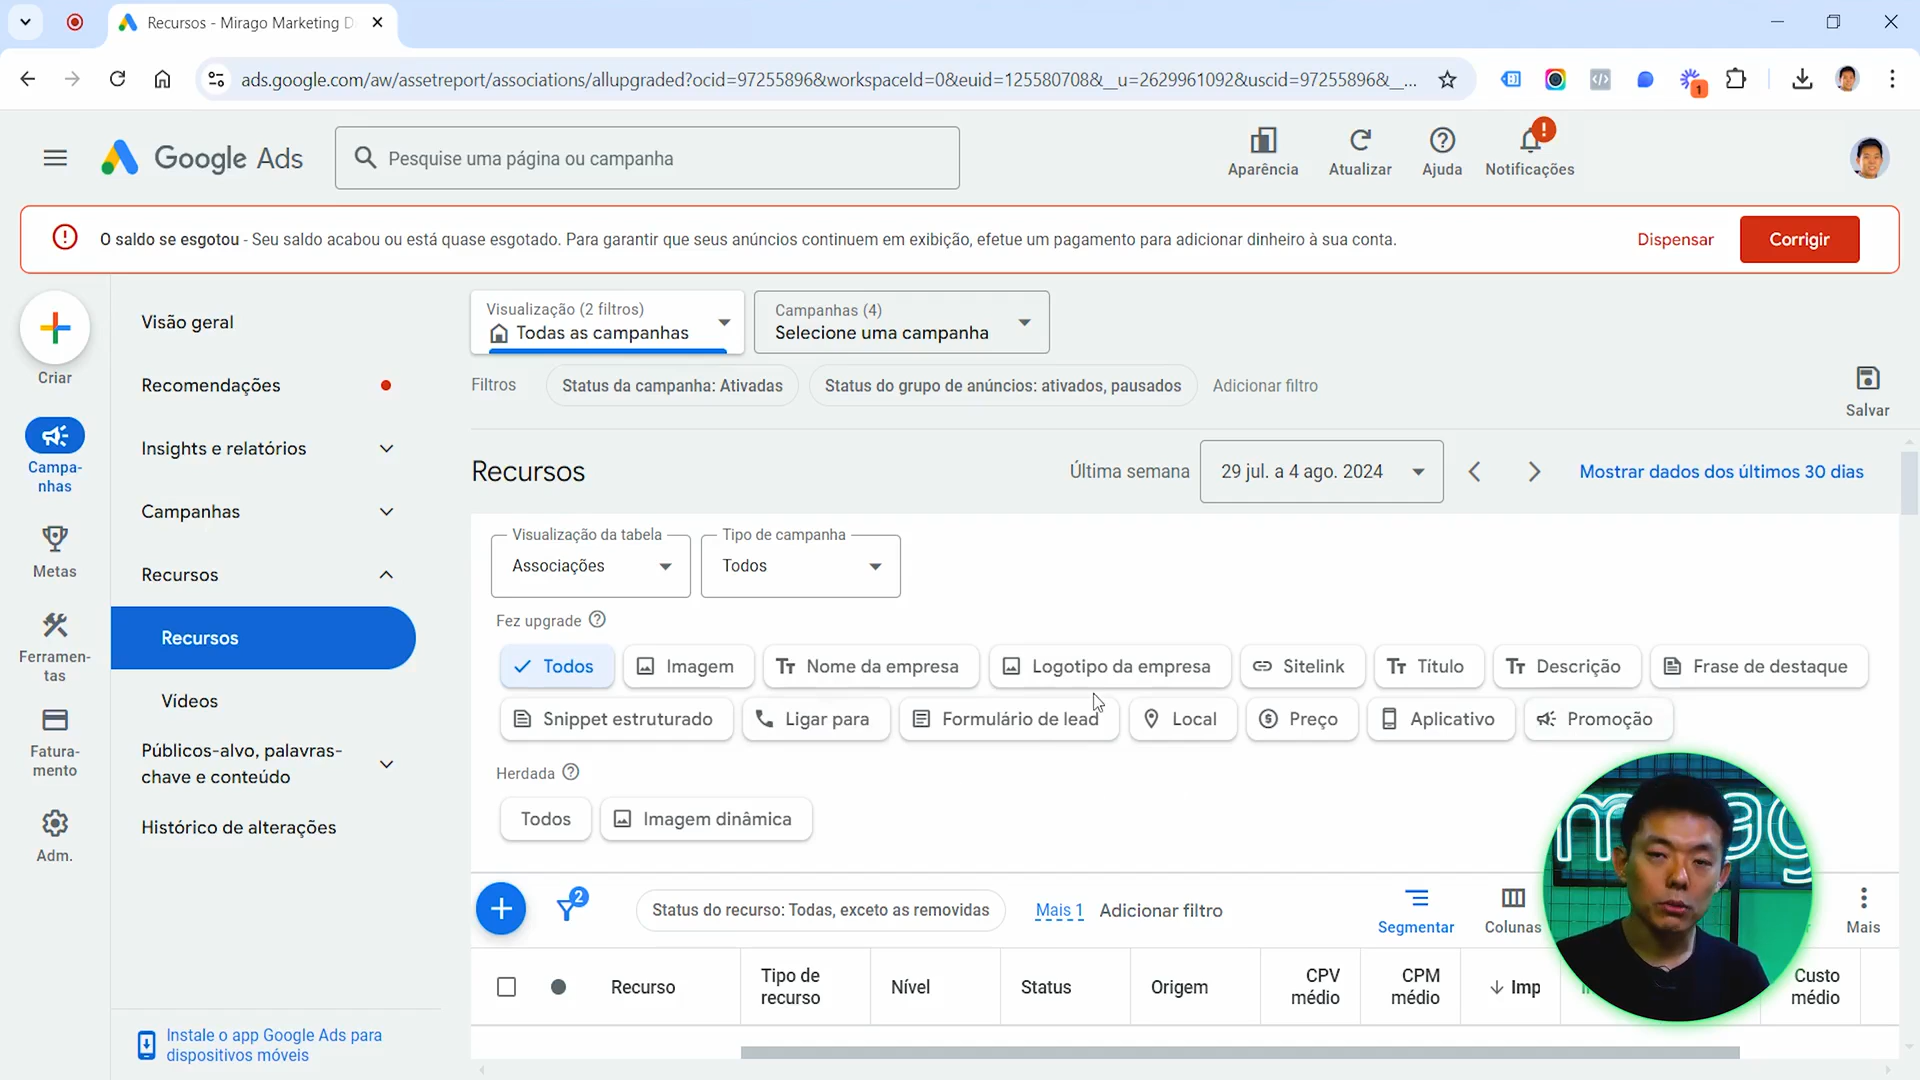 Recursos - Mirago Marketing D
ads.google.com/aw/assetreport/associations/allupgraded?ocid=97255896&workspaceId=0&euid=125580708&__u=2629961092&uscid=97255896&__...
1
Google Ads
Pesquise uma página ou campanha
Aparência
Atualizar
Ajuda
Notificações
O saldo se esgotou - Seu saldo acabou ou está quase esgotado. Para garantir que seus anúncios continuem em exibição, efetue um pagamento para adicionar dinheiro à sua conta.
Dispensar
Corrigir
Criar
Campa-
nhas
Metas
Ferramen-
tas
Fatura-
mento
Adm.
Visão geral
Recomendações
Insights e relatórios
Campanhas
Recursos
Recursos
Vídeos
Públicos-alvo, palavras-
chave e conteúdo
Histórico de alterações
Instale o app Google Ads para
dispositivos móveis
Visualização (2 filtros)
Todas as campanhas
Campanhas (4)
Selecione uma campanha
Filtros
Status da campanha: Ativadas
Status do grupo de anúncios: ativados, pausados
Adicionar filtro
Salvar
Recursos
Última semana
29 jul. a 4 ago. 2024
Mostrar dados dos últimos 30 dias
Visualização da tabela
Associações
Tipo de campanha
Todos
Fez upgrade
Todos
Imagem
Nome da empresa
Logotipo da empresa
Sitelink
Título
Descrição
Frase de destaque
Snippet estruturado
Ligar para
Formulário de lead
Local
Preço
Aplicativo
Promoção
Herdada
Todos
Imagem dinâmica
2
Status do recurso: Todas, exceto as removidas
Mais 1
Adicionar filtro
Segmentar
Colunas
Mais
Recurso
Tipo de
recurso
Nível
Status
Origem
CPV
médio
CPM
médio
Imp
Custo
médio